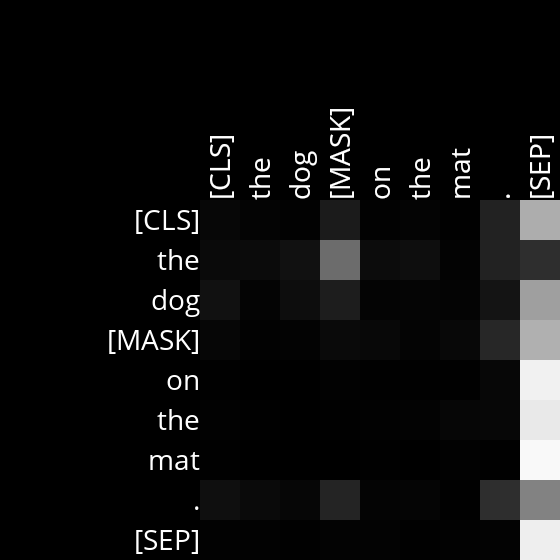 [CLS] the dog [MASK] on the mat . [SEP]
[CLS]
the
dog
[MASK]
on
the
mat
.
[SEP]